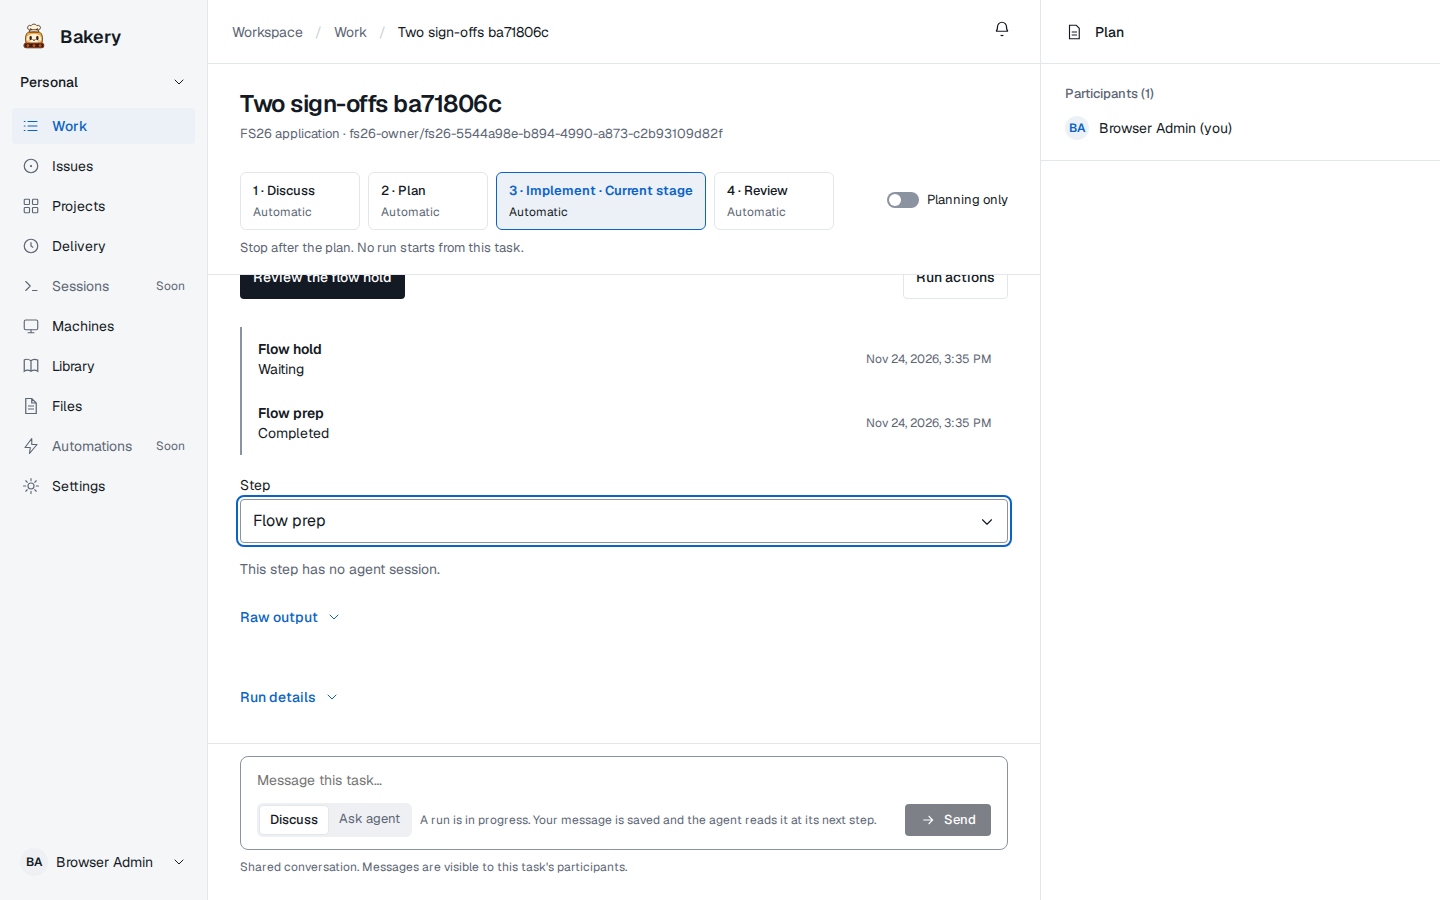 Bakery
Personal
Work
Issues
Projects
Delivery
Sessions Soon
Machines
Library
Files
Automations Soon
Settings
BA Browser Admin
Workspace / Work / Two sign-offs ba71806c
Two sign-offs ba71806c
FS26 application · fs26-owner/fs26-5544a98e-b894-4990-a873-c2b93109d82f
1 · Discuss
Automatic
2 · Plan
Automatic
3 · Implement · Current stage
Automatic
4 · Review
Automatic
Planning only
Stop after the plan. No run starts from this task.
Review the flow hold
Run actions
Flow hold
Waiting
Nov 24, 2026, 3:35 PM
Flow prep
Completed
Nov 24, 2026, 3:35 PM
Step
Flow prep
This step has no agent session.
Raw output
Run details
Message this task...
Discuss Ask agent A run is in progress. Your message is saved and the agent reads it at its next step. Send
Shared conversation. Messages are visible to this task's participants.
Plan
Participants (1)
BA Browser Admin (you)